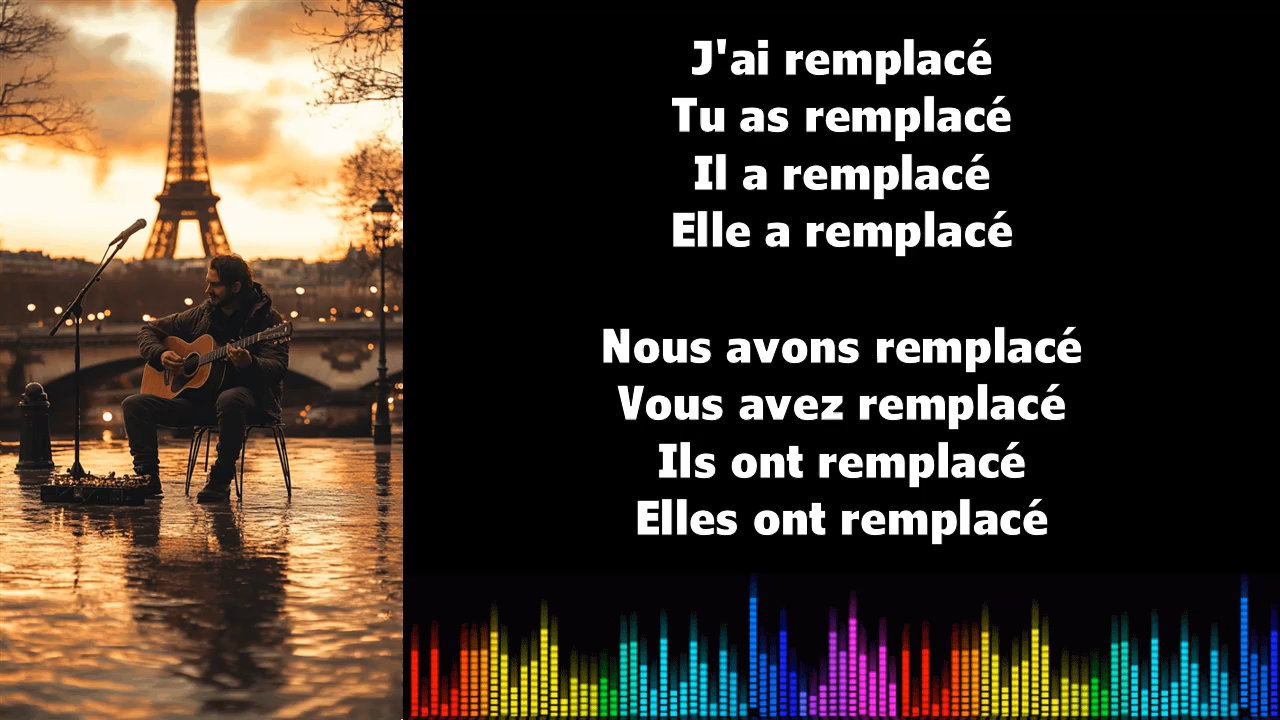 J'ai remplacé
Tu as remplacé
Il a remplacé
Elle a remplacé
Nous avons remplacé
Vous avez remplacé
Ils ont remplacé
Elles ont remplacé